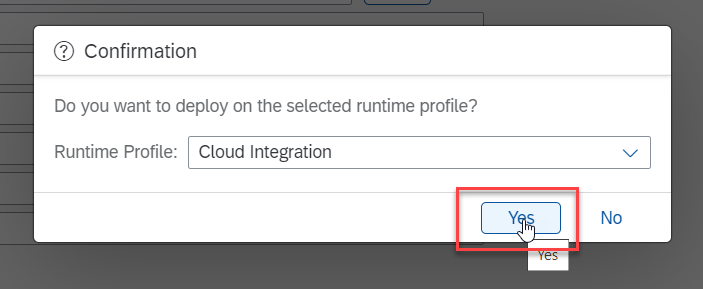 Confirmation
Do you want to deploy on the selected runtime profile?
Runtime Profile: Cloud Integration
Yes No
Yes